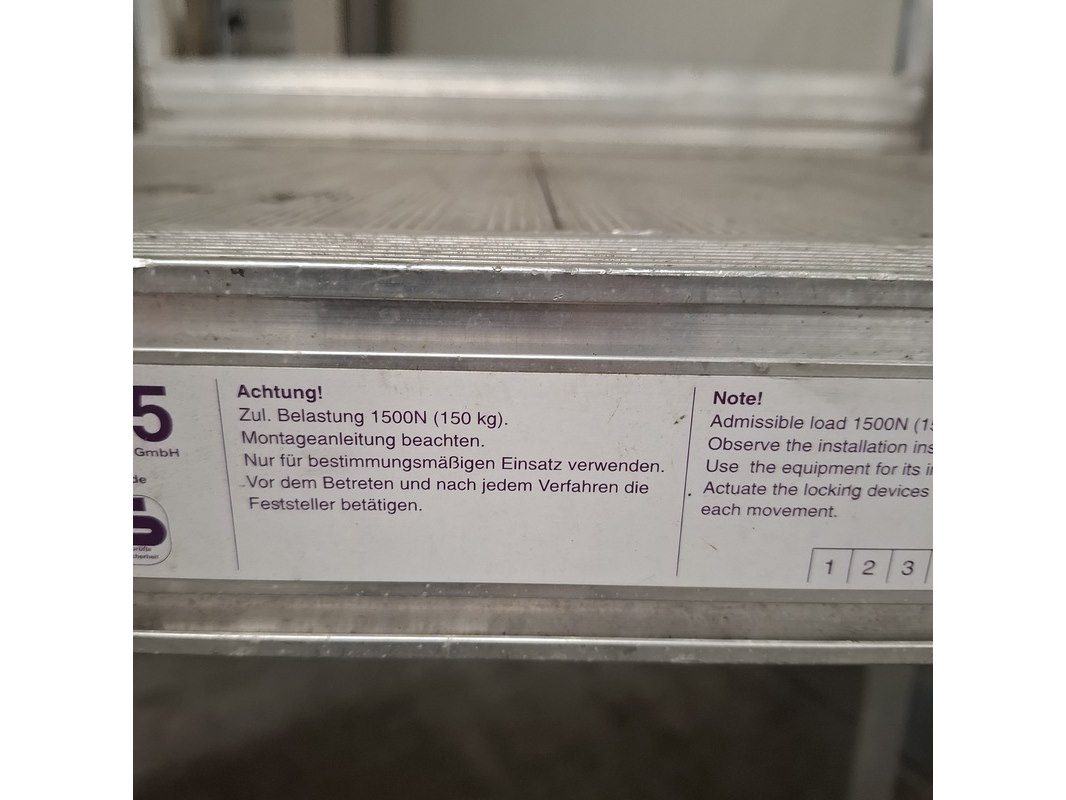 5
GmbH
de
Achtung!
Zul. Belastung 1500N (150 kg).
Montageanleitung beachten.
Nur für bestimmungsmäßigen Einsatz verwenden.
Vor dem Betreten und nach jedem Verfahren die
Feststeller betätigen.
Note!
Admissible load 1500N
Observe the installation
Use the equipment for its
Actuate the locking devices
each movement.
1 2 3